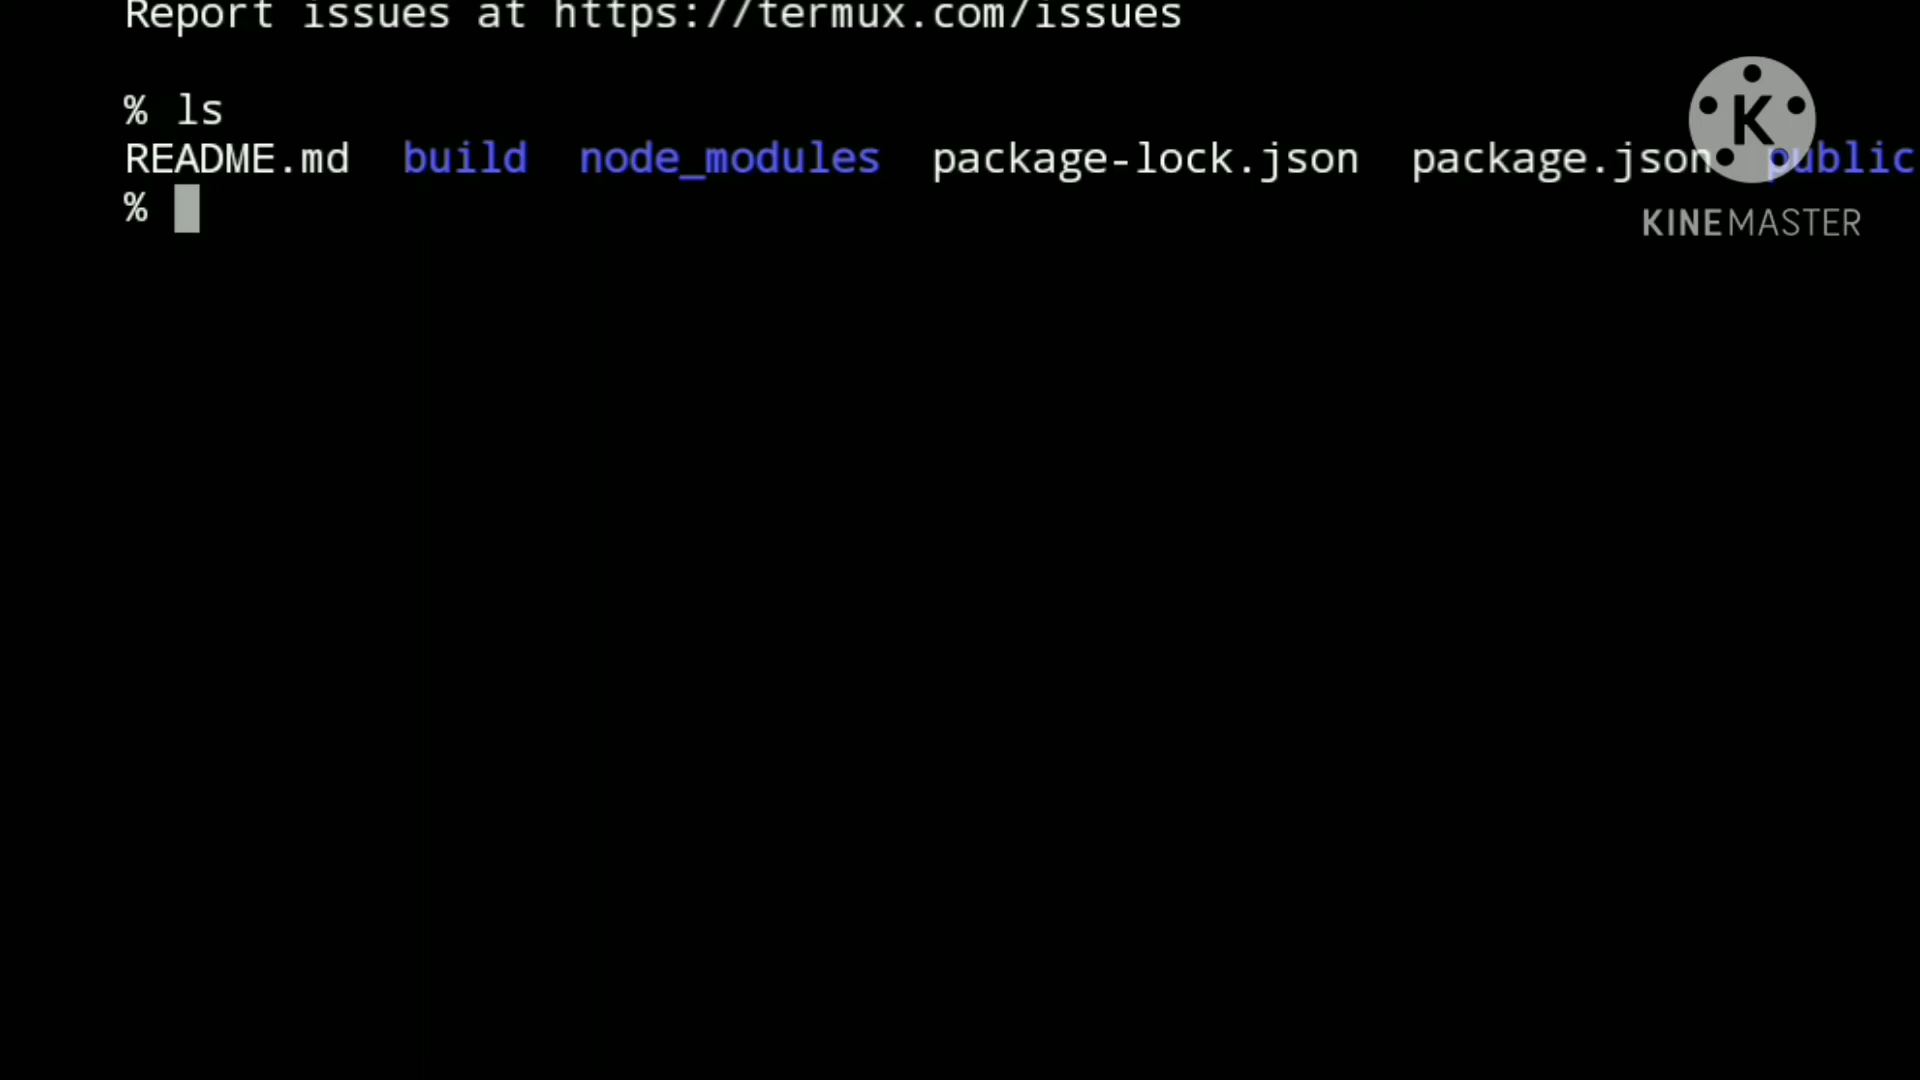 Report issues at https://termux.com/issues
% ls
README.md build node_modules package-lock.json package.json public
%
K
KINEMASTER